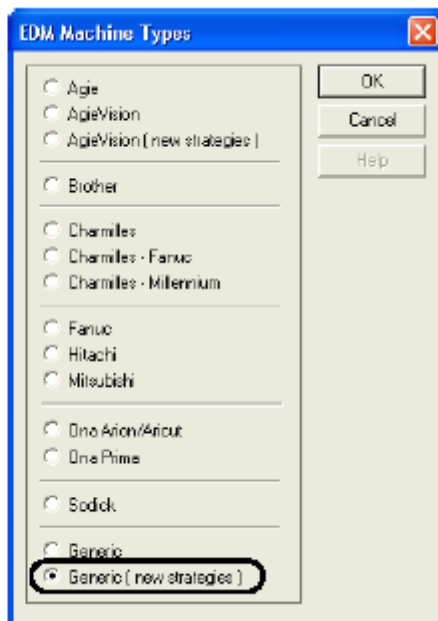 EDM Machine Types
Agie
AgieVision
AgieVision ( new strategies )
Brother
Charmilles
Charmilles - Fanuc
Charmilles - Millennium
Fanuc
Hitachi
Mitsubishi
Ona Arion/Aricut
Ona Prima
Sodick
Generic
Generic ( new strategies )
OK
Cancel
Help